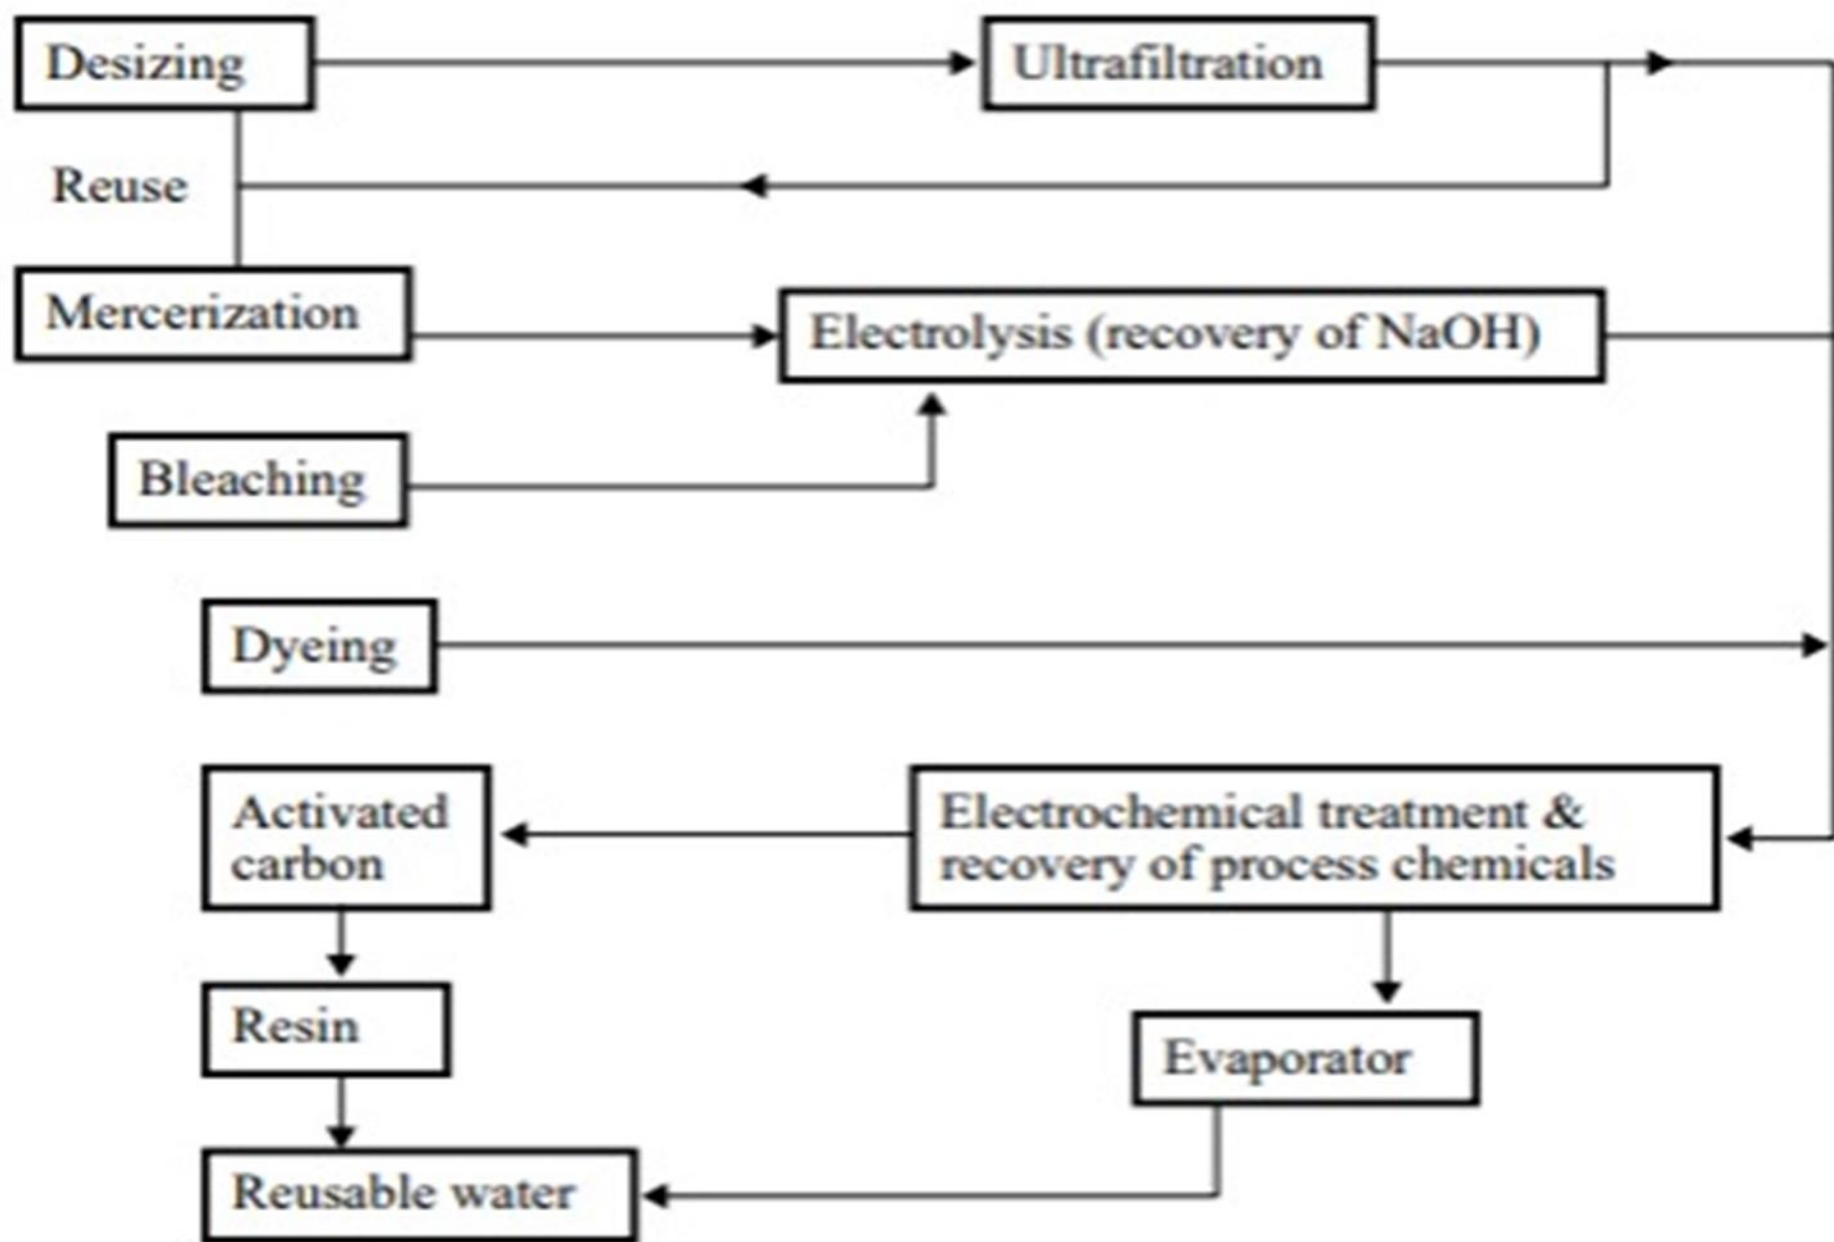 Desizing
Ultrafiltration
Reuse
Mercerization
Electrolysis (recovery of NaOH)
Bleaching
Dyeing
Activated
carbon
Electrochemical treatment &
recovery of process chemicals
Resin
Evaporator
Reusable water